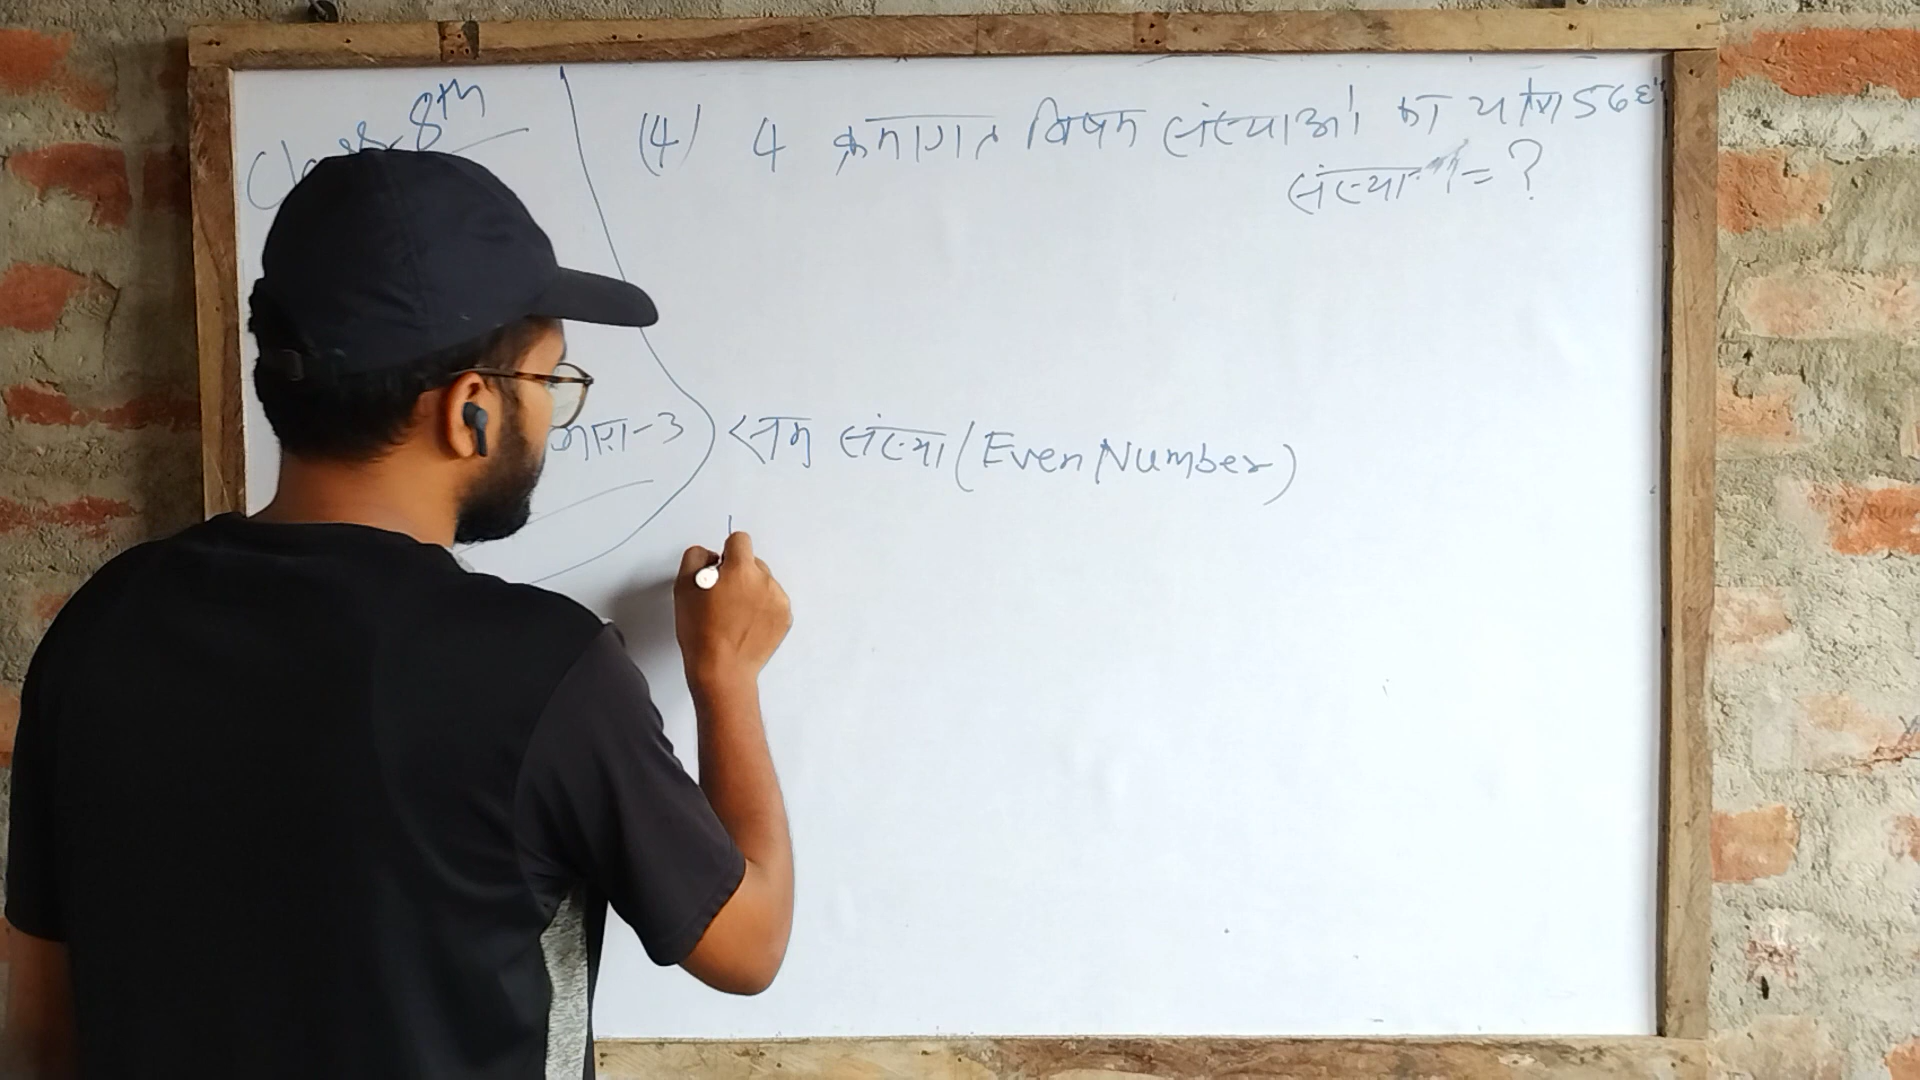 Class-8th
(4) 4 क्रमागत विषम संख्याओं का योग 56 है
संख्या = ?
भाग-3
सम संख्या (Even Number)